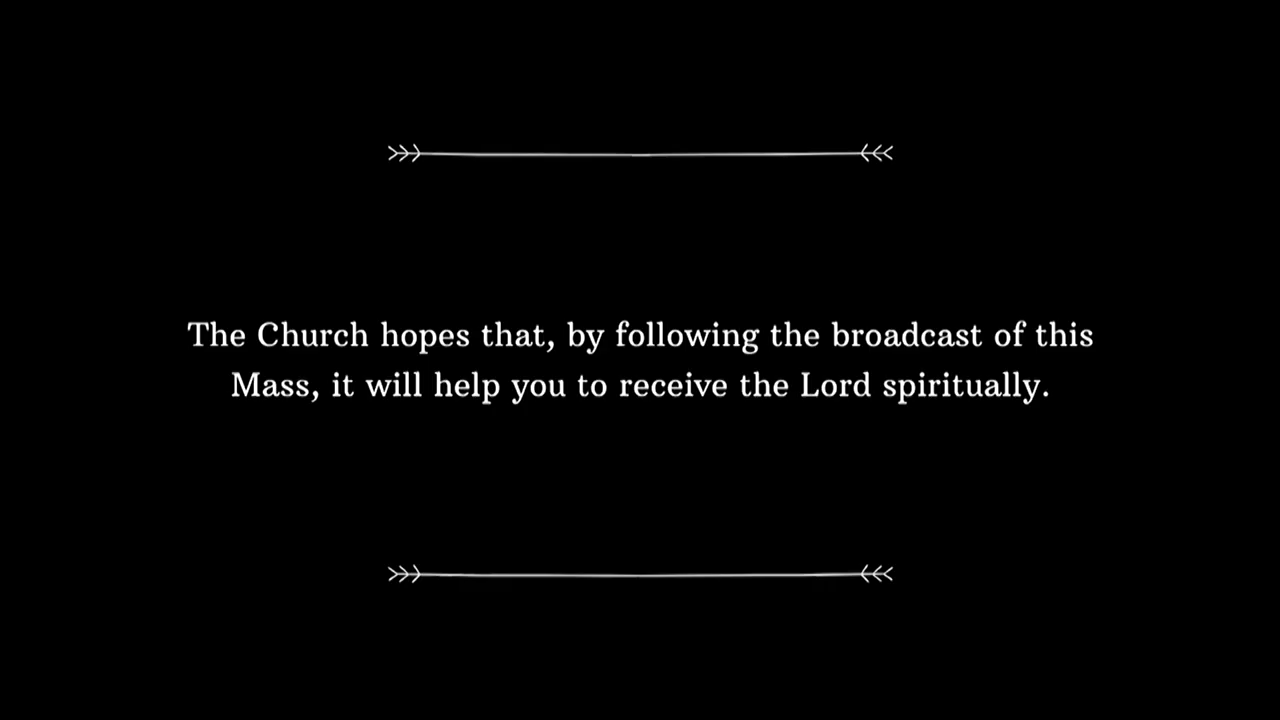 The Church hopes that, by following the broadcast of this
Mass, it will help you to receive the Lord spiritually.